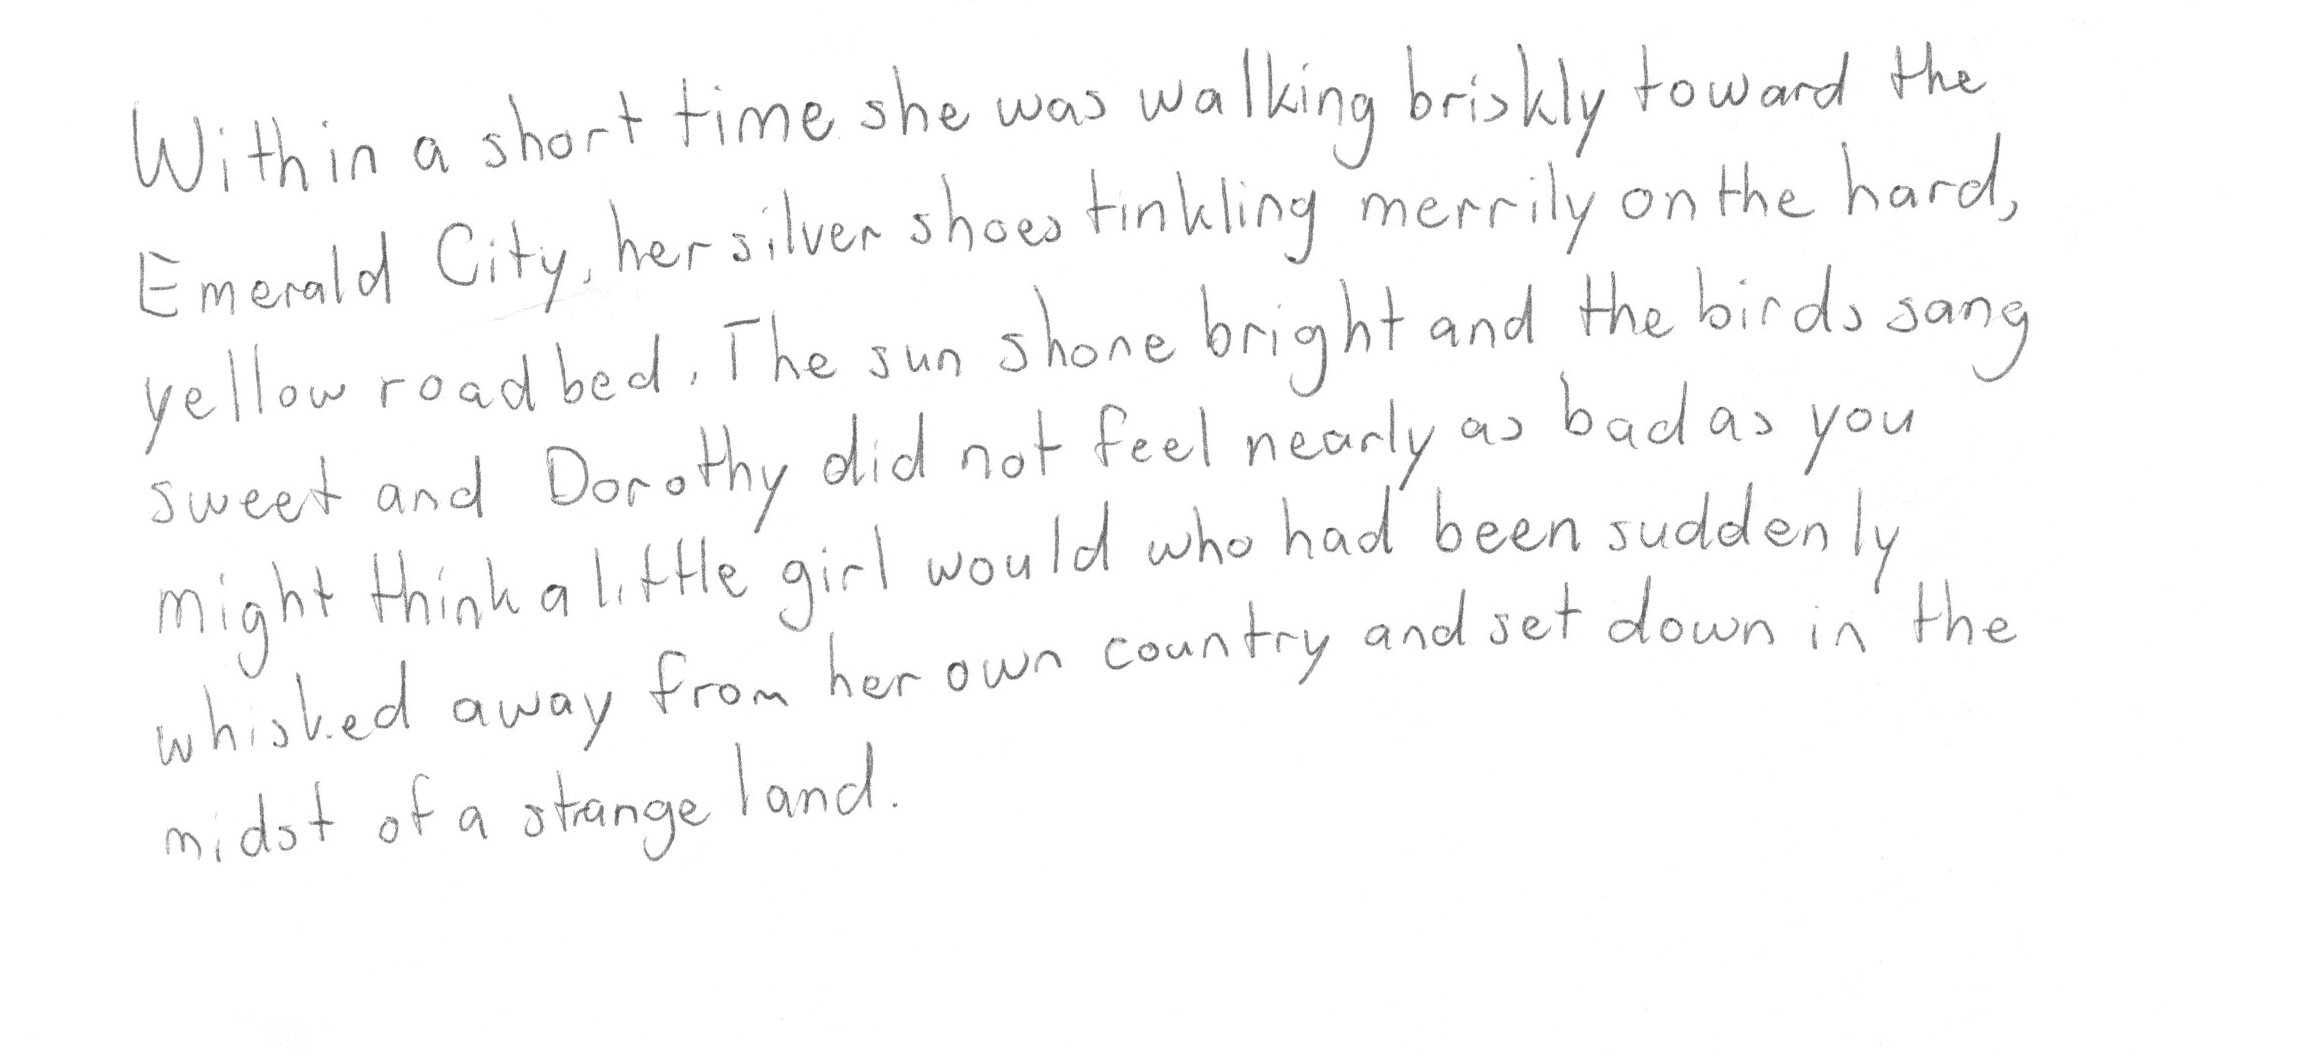 Within a short time she was walking briskly toward the
Emerald City, her silver shoes tinkling merrily on the hard,
yellow road bed. The sun shone bright and the birds sang
sweet and Dorothy did not feel nearly as bad as you
might think a little girl would who had been suddenly
whisked away from her own country and set down in the
midst of a stange land.